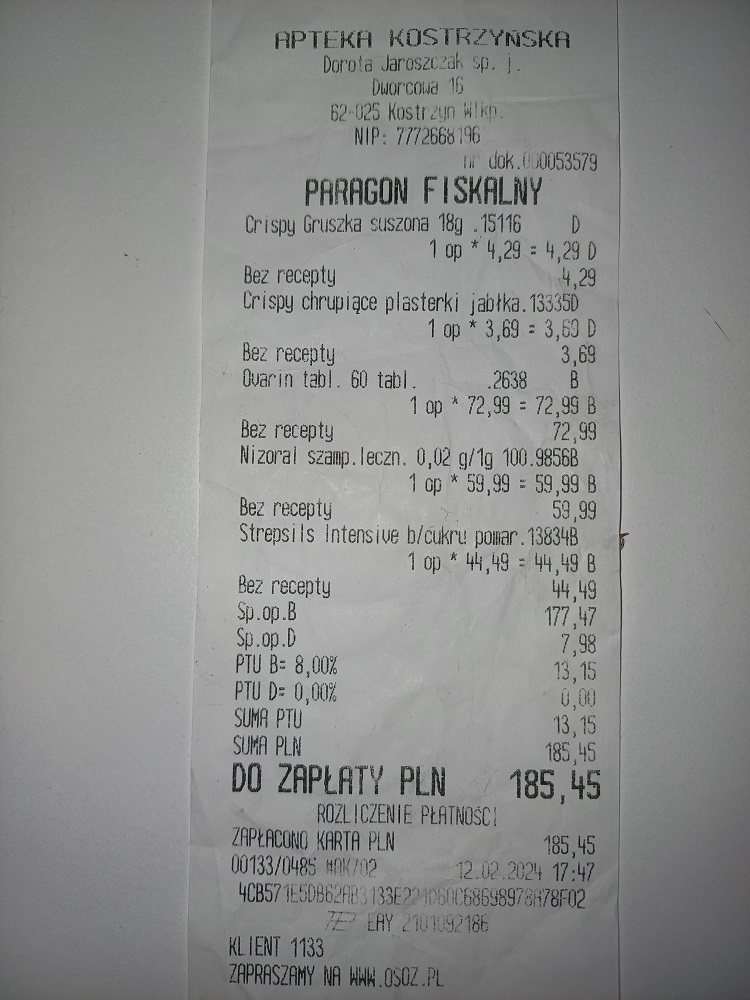 APTEKA KOSTRZYŃSKA
Dorota Jaroszczak sp. j.
Dworcowa 16
62-025 Kostrzyn Wlkp.
NIP: 7772668196
nr dok.000053579
PARAGON FISKALNY
Crispy Gruszka suszona 18g .15116 D
1 op * 4,29 = 4,29 D
Bez recepty 4,29
Crispy chrupiące plasterki jabłka.13335D
1 op * 3,69 = 3,69 D
Bez recepty 3,69
Ovarin tabl. 60 tabl. .2638 B
1 op * 72,99 = 72,99 B
Bez recepty 72,99
Nizoral szamp.leczn. 0,02 g/1g 100.9856B
1 op * 59,99 = 59,99 B
Bez recepty 59,99
Strepsils Intensive b/cukru pomar.13834B
1 op * 44,49 = 44,49 B
Bez recepty 44,49
Sp.op.B 177,47
Sp.op.D 7,98
PTU B= 8,00% 13,15
PTU D= 0,00% 0,00
SUMA PTU 13,15
SUMA PLN 185,45
DO ZAPŁATY PLN 185,45
ROZLICZENIE PŁATNOŚCI
ZAPŁACONO KARTA PLN 185,45
00133/0485 12.02.2024 17:47
EAY 2101092186
KLIENT 1133
ZAPRASZAMY NA WWW.OSOZ.PL